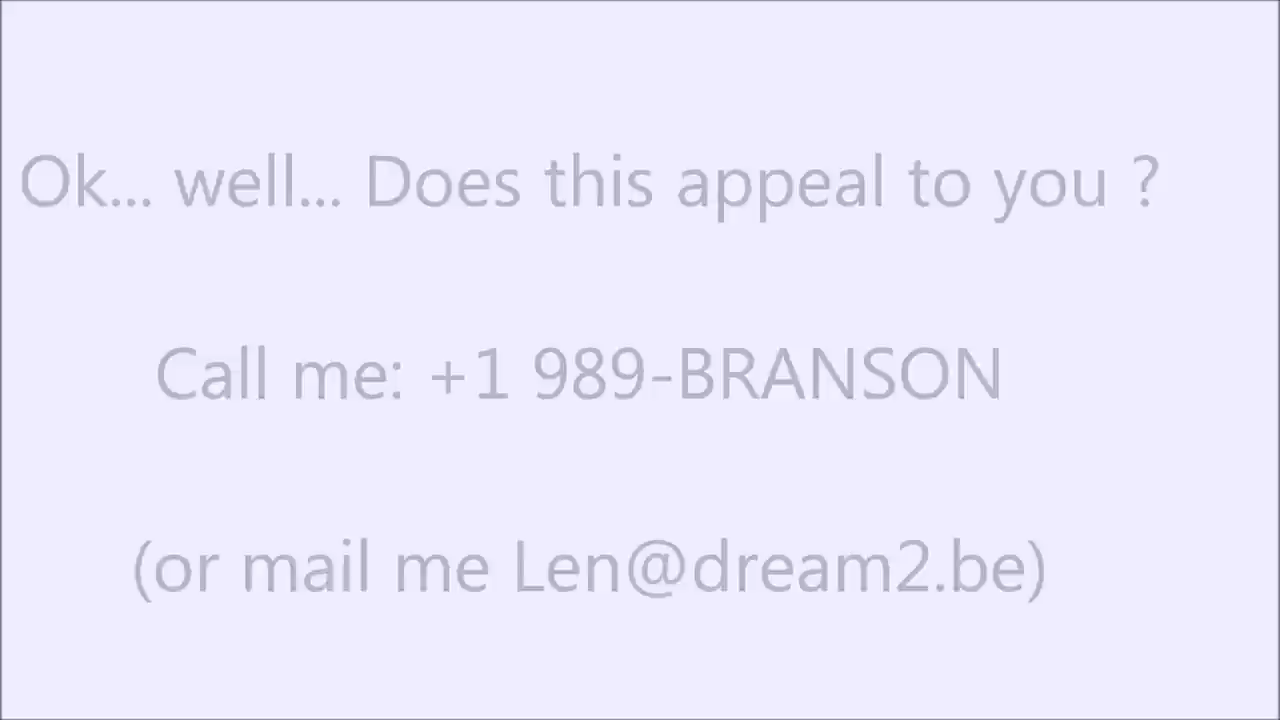 Ok... well... Does this appeal to you ?
Call me: +1 989-BRANSON
(or mail me Len@dream2.be)